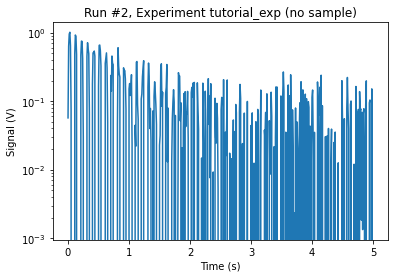 Run #2, Experiment tutorial_exp (no sample)
Signal (V)
10⁰
10⁻¹
10⁻²
10⁻³
0 1 2 3 4 5
Time (s)